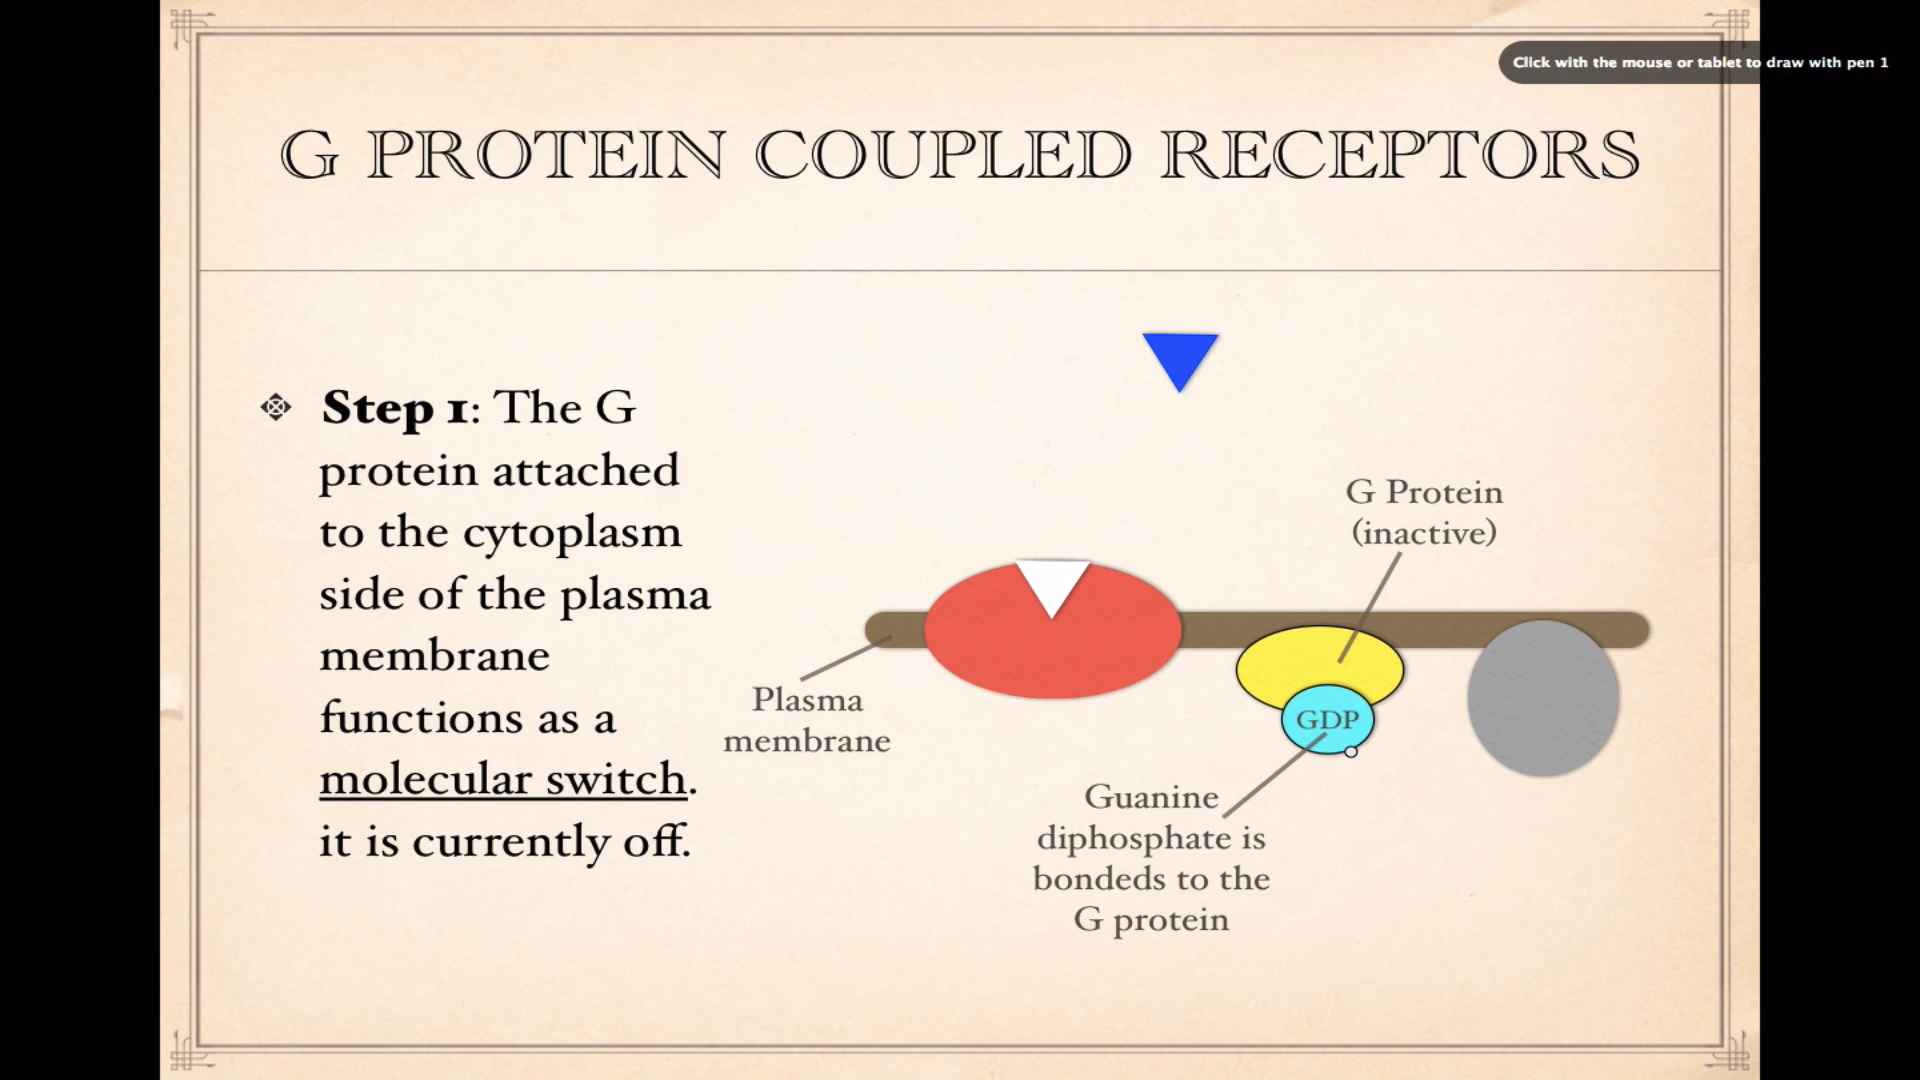 Click with the mouse or tablet to draw with pen 1
G PROTEIN COUPLED RECEPTORS
Step 1: The G
protein attached
to the cytoplasm
side of the plasma
membrane
functions as a
molecular switch.
it is currently off.
G Protein
(inactive)
Plasma
membrane
GDP
Guanine
diphosphate is
bondeds to the
G protein